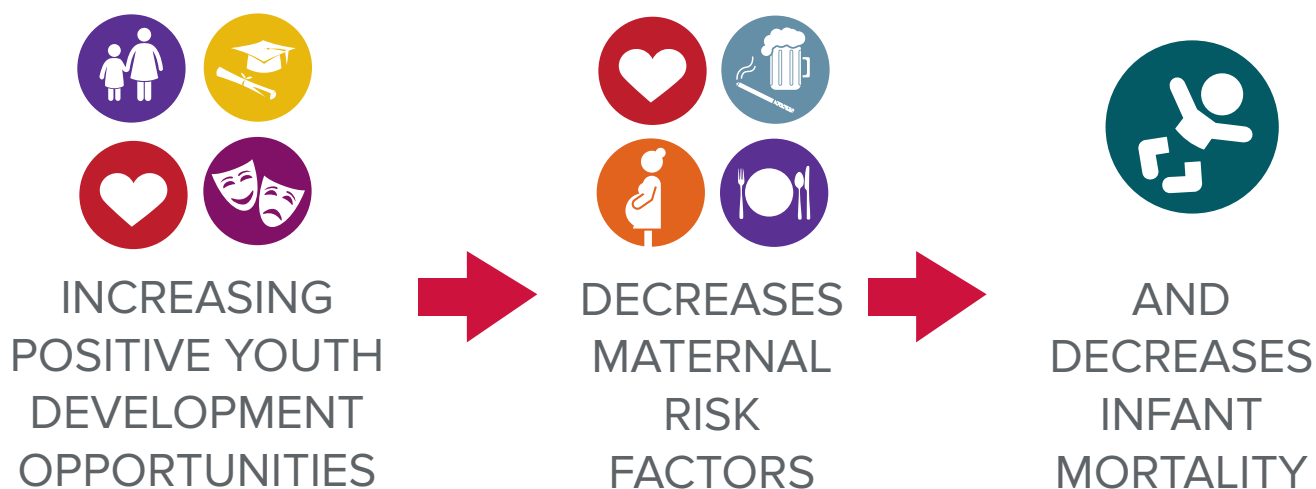 INCREASING
POSITIVE YOUTH
DEVELOPMENT
OPPORTUNITIES
DECREASES
MATERNAL
RISK
FACTORS
AND
DECREASES
INFANT
MORTALITY